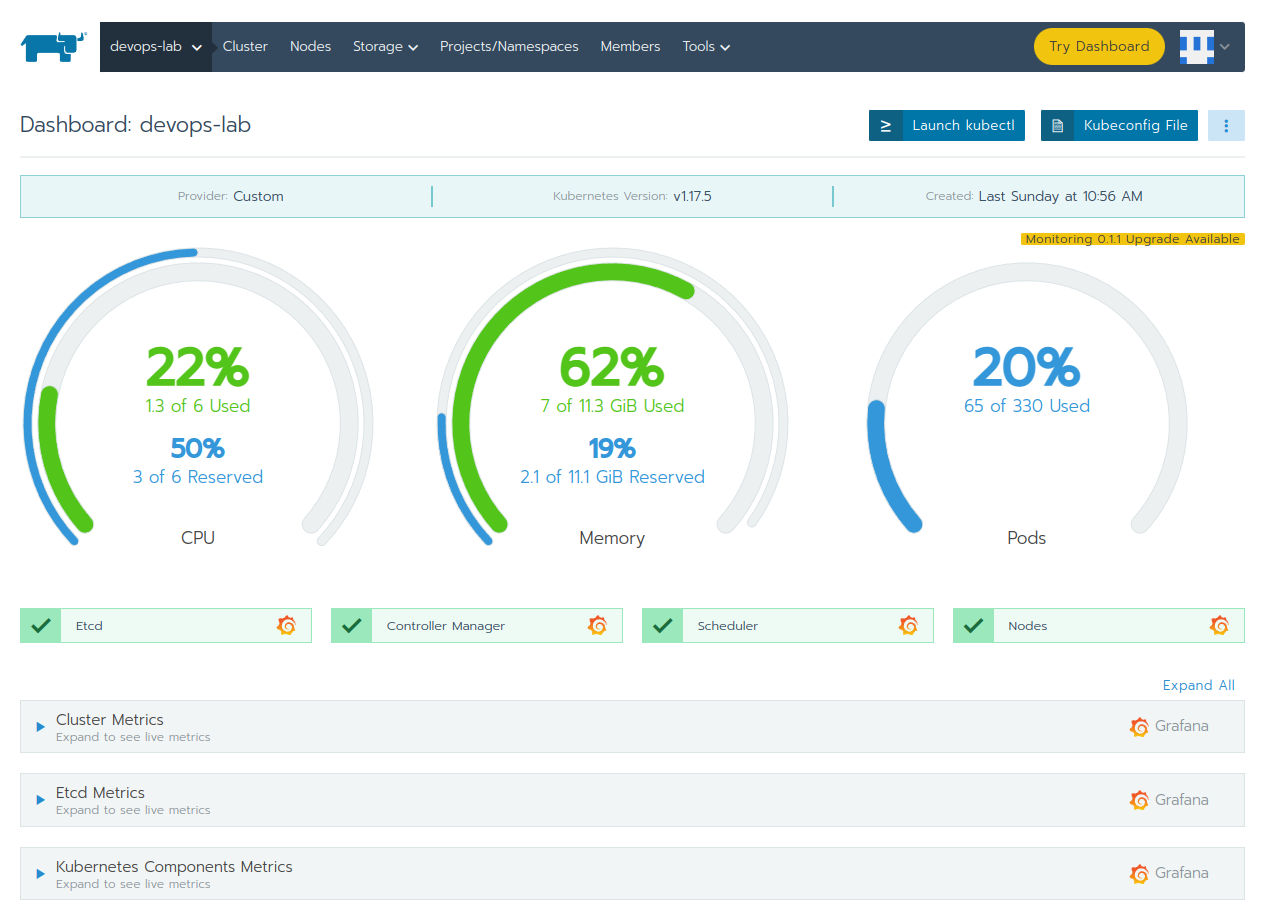 devops-lab Cluster Nodes Storage Projects/Namespaces Members Tools Try Dashboard
Dashboard: devops-lab Launch kubectl Kubeconfig File
Provider: Custom Kubernetes Version: v1.17.5 Created: Last Sunday at 10:56 AM
Monitoring 0.1.1 Upgrade Available
22% 62% 20%
1.3 of 6 Used 7 of 11.3 GiB Used 65 of 330 Used
50% 19%
3 of 6 Reserved 2.1 of 11.1 GiB Reserved
CPU Memory Pods
Etcd Controller Manager Scheduler Nodes
Expand All
Cluster Metrics
Expand to see live metrics
Grafana
Etcd Metrics
Expand to see live metrics
Grafana
Kubernetes Components Metrics
Expand to see live metrics
Grafana